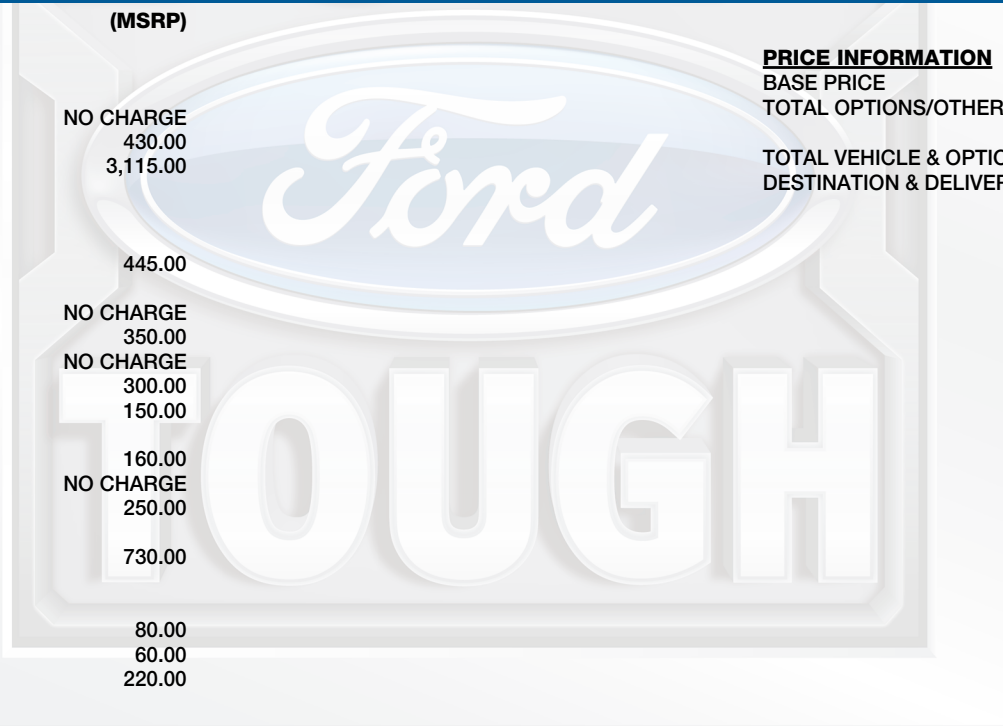 (MSRP)
NO CHARGE
430.00
3,115.00
445.00
NO CHARGE
350.00
NO CHARGE
300.00
150.00
160.00
NO CHARGE
250.00
730.00
80.00
60.00
220.00
PRICE INFORMATION
BASE PRICE
TOTAL OPTIONS/OTHER
TOTAL VEHICLE & OPTIO
DESTINATION & DELIVER
Ford
TOUGH